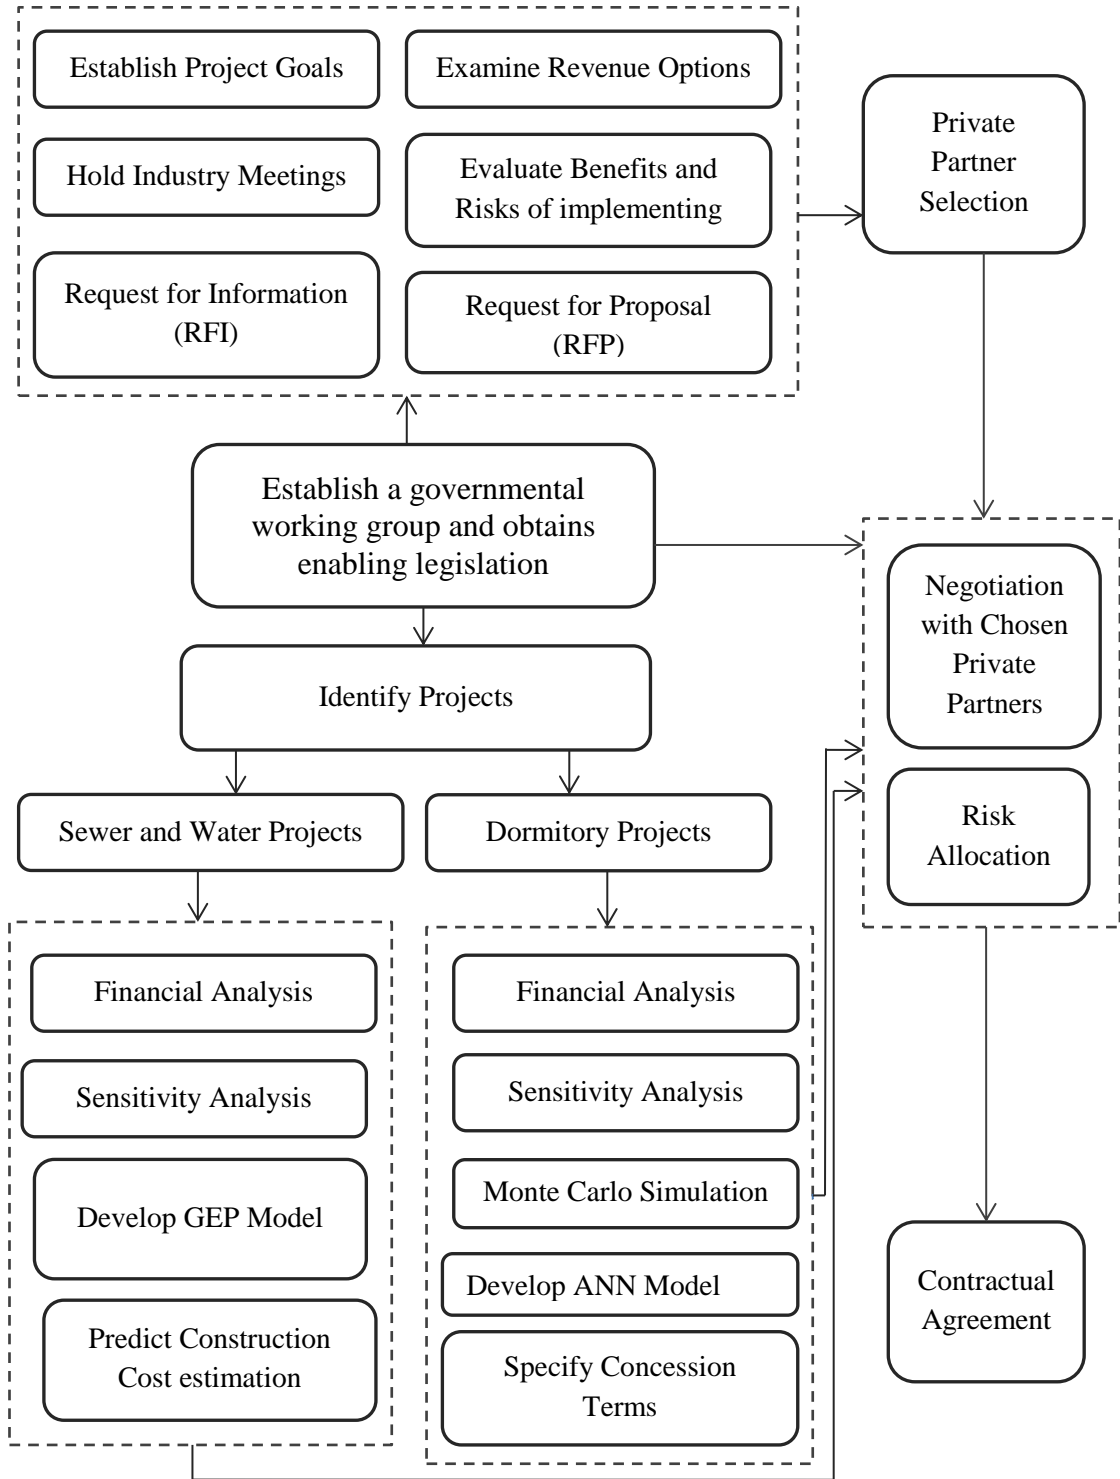 Establish Project Goals
Examine Revenue Options
Hold Industry Meetings
Evaluate Benefits and
Risks of implementing
Request for Information
(RFI)
Request for Proposal
(RFP)
Private
Partner
Selection
Establish a governmental
working group and obtains
enabling legislation
Negotiation
with Chosen
Private
Partners
Risk
Allocation
Identify Projects
Sewer and Water Projects
Dormitory Projects
Financial Analysis
Sensitivity Analysis
Develop GEP Model
Predict Construction
Cost estimation
Financial Analysis
Sensitivity Analysis
Monte Carlo Simulation
Develop ANN Model
Specify Concession
Terms
Contractual
Agreement